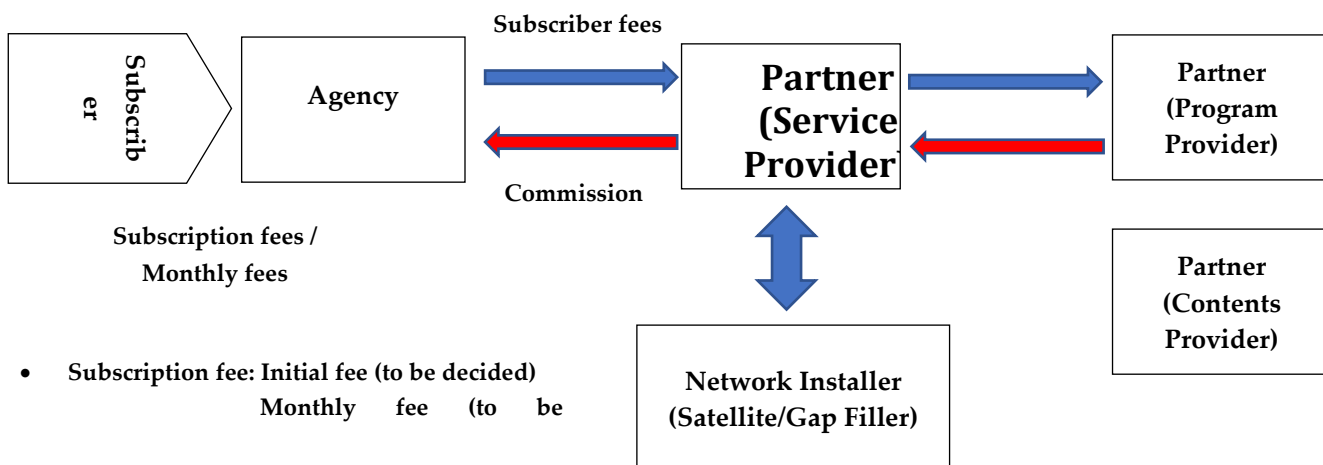 Subscriber fees
Subscrib
er
Agency
Partner
(Service
Provider)
Partner
(Program
Provider)
Commission
Subscription fees /
Monthly fees
Partner
(Contents
Provider)
• Subscription fee: Initial fee (to be decided)
Monthly fee (to be
Network Installer
(Satellite/Gap Filler)